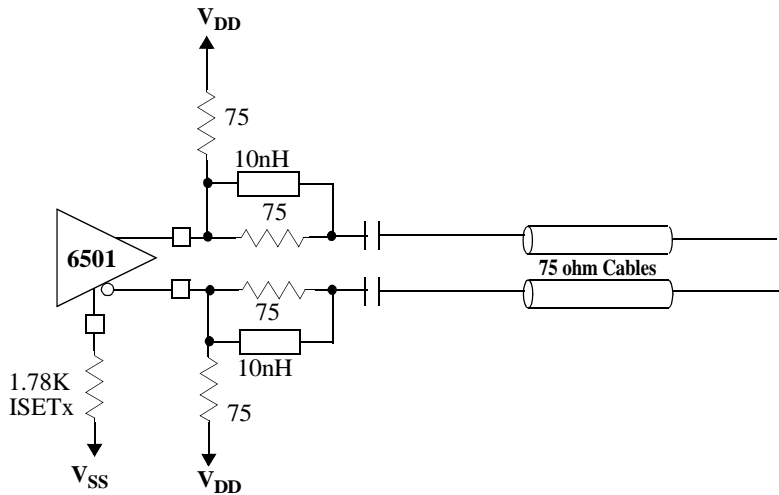 VDD
75
10nH
75
6501
75 ohm Cables
75
10nH
1.78K
ISETx
75
VSS
VDD